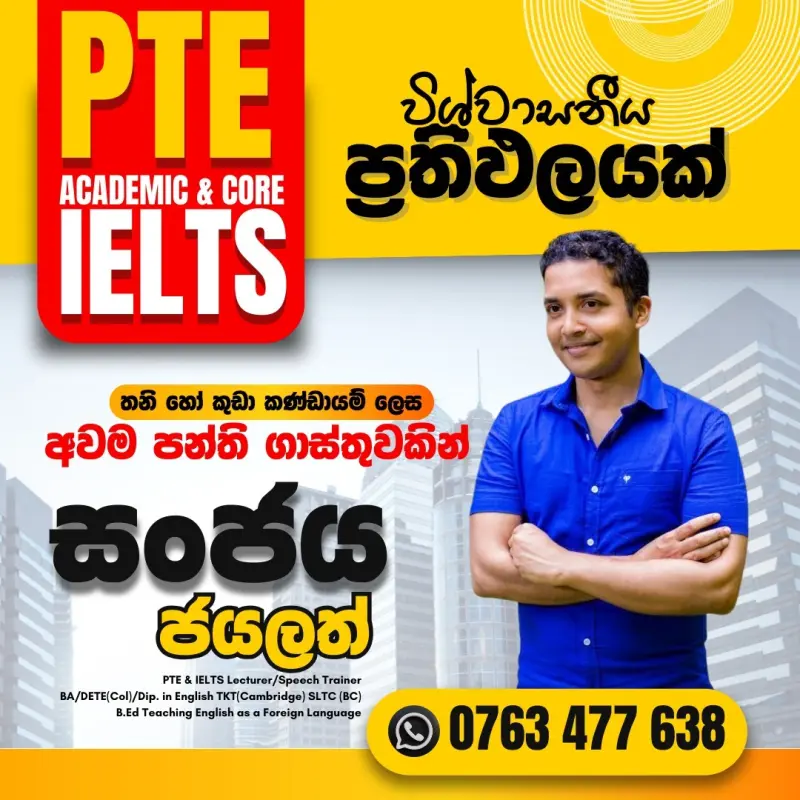 PTE
ACADEMIC & CORE
IELTS
විශ්වාසනීය
ප්‍රතිඵලයක්
තනි හෝ කුඩා කණ්ඩායම් ලෙස
අවම පන්ති ගාස්තුවකින්
සංජය
ජයලත්
PTE & IELTS Lecturer/Speech Trainer
BA/DETE(Col)/Dip. in English TKT(Cambridge) SLTC (BC)
B.Ed Teaching English as a Foreign Language
0763 477 638